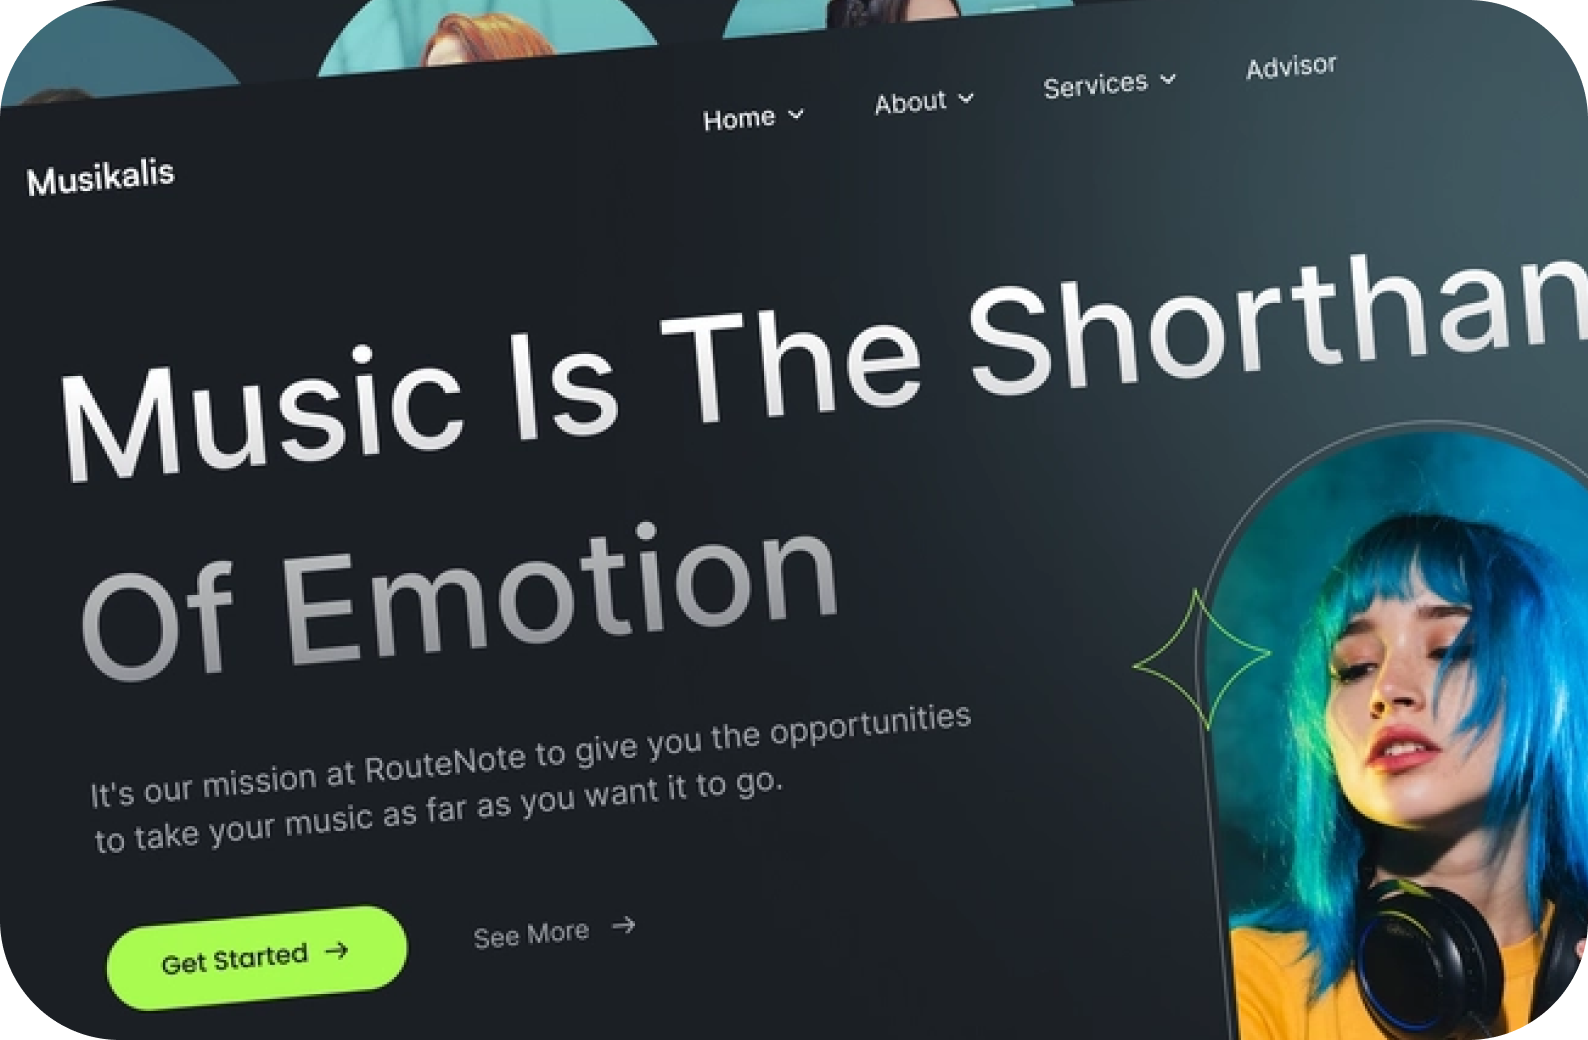 Home
About
Services
Advisor
Musikalis
Music Is The Shorthan
Of Emotion
It's our mission at RouteNote to give you the opportunities
to take your music as far as you want it to go.
Get Started →
See More →